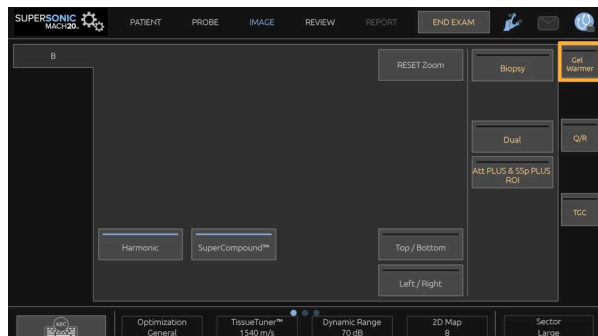 SUPERSONIC
MACH20.
PATIENT
PROBE
IMAGE
REVIEW
REPORT
END EXAM
B
RESET Zoom
Biopsy
Gel
Warmer
Dual
Q/R
Att PLUS & SSp PLUS
ROI
TGC
Harmonic
SuperCompound™
Top / Bottom
Left / Right
ABC
Optimization
General
TissueTuner™
1540 m/s
Dynamic Range
70 dB
2D Map
8
Sector
Large